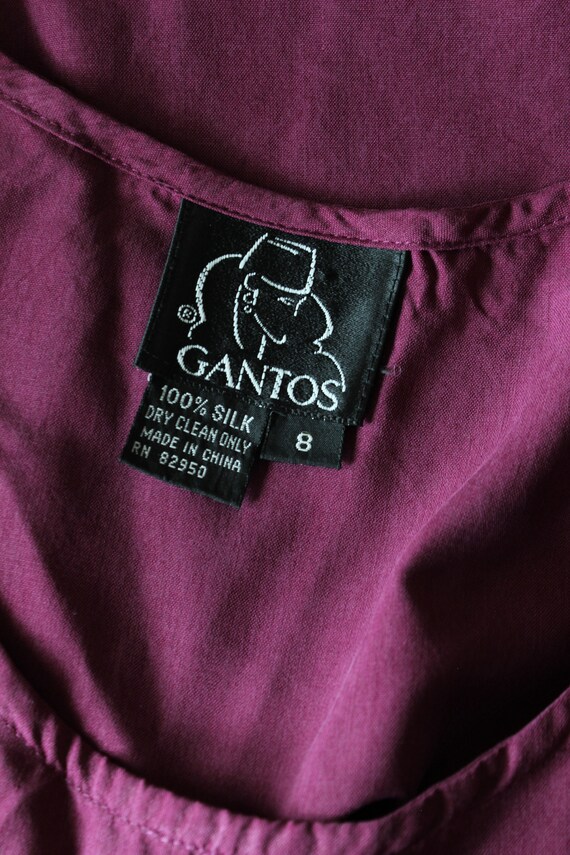 ®
GANTOS
100% SILK
DRY CLEAN ONLY
MADE IN CHINA
RN 82950
8